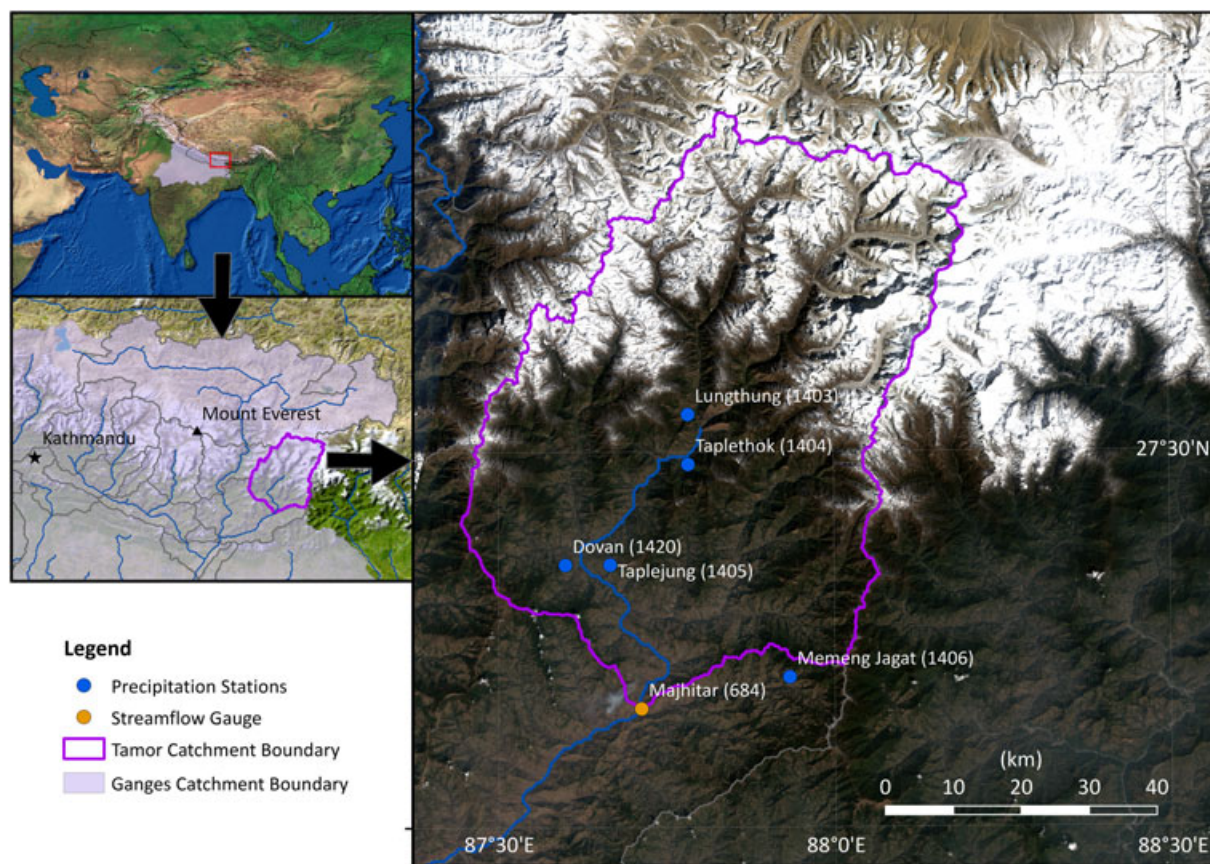 Mount Everest
Kathmandu
Lungthung (1403)
Taplethok (1404)
27°30'N
Dovan (1420)
Taplejung (1405)
Memeng Jagat (1406)
Majhitar (684)
Legend
Precipitation Stations
Streamflow Gauge
Tamor Catchment Boundary
Ganges Catchment Boundary
(km)
0 10 20 30 40
87°30'E 88°0'E 88°30'E